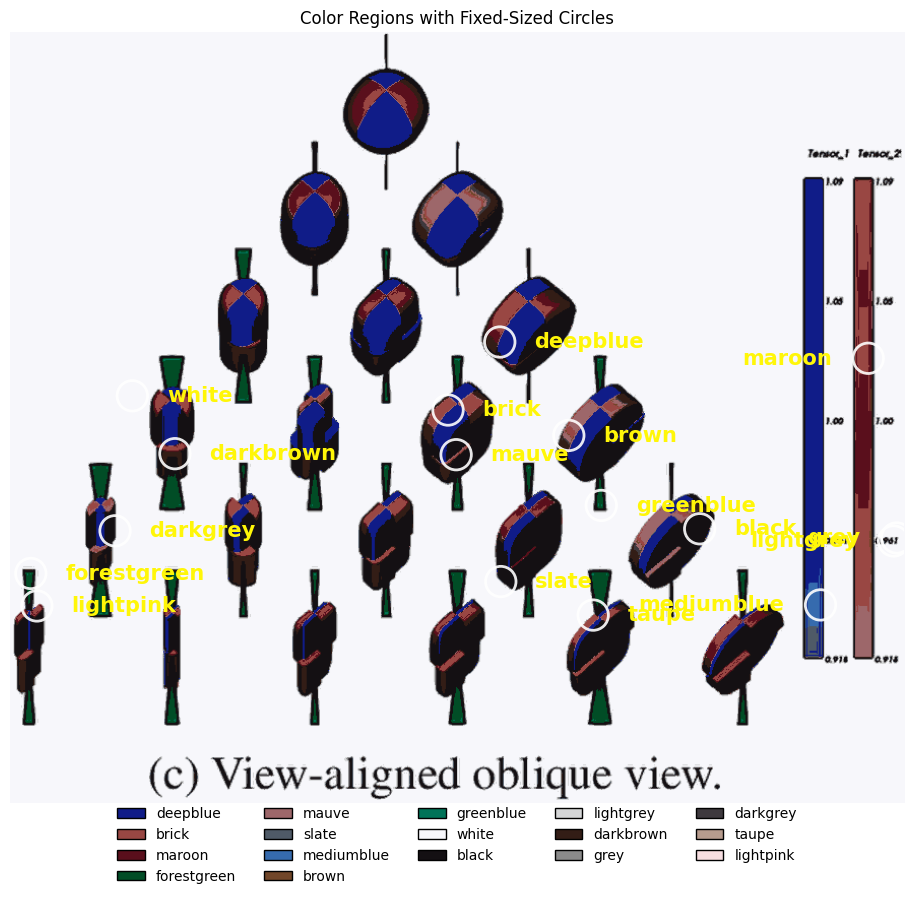 Color Regions with Fixed-Sized Circles
Tensor_1 Tensor_2
1.09 1.09
deepblue
1.05 1.05
maroon
white
brick
1.00 1.00
brown
darkbrown
mauve
greenblue
darkgrey
black
lightgrey
grey
0.961
forestgreen
slate
lightpink
mediumblue
taupe
0.918 0.918
(c) View-aligned oblique view.
deepblue mauve greenblue lightgrey darkgrey
brick slate white darkbrown taupe
maroon mediumblue black grey lightpink
forestgreen brown